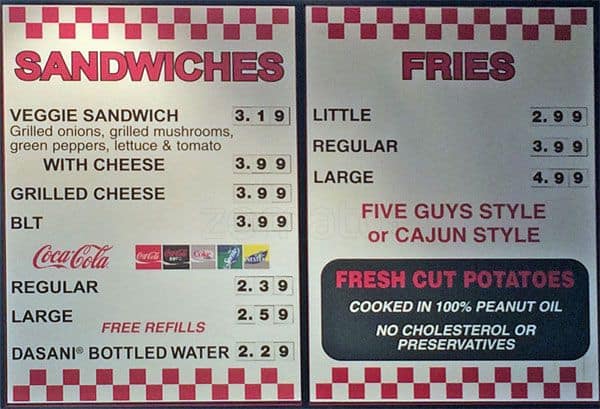 SANDWICHES
VEGGIE SANDWICH 3.19
Grilled onions, grilled mushrooms,
green peppers, lettuce & tomato
WITH CHEESE 3.99
GRILLED CHEESE 3.99
BLT 3.99
Coca-Cola Coca-Cola Coke
REGULAR 2.39
LARGE 2.59
FREE REFILLS
DASANI® BOTTLED WATER 2.29
FRIES
LITTLE 2.99
REGULAR 3.99
LARGE 4.99
FIVE GUYS STYLE
or CAJUN STYLE
FRESH CUT POTATOES
COOKED IN 100% PEANUT OIL
NO CHOLESTEROL OR
PRESERVATIVES